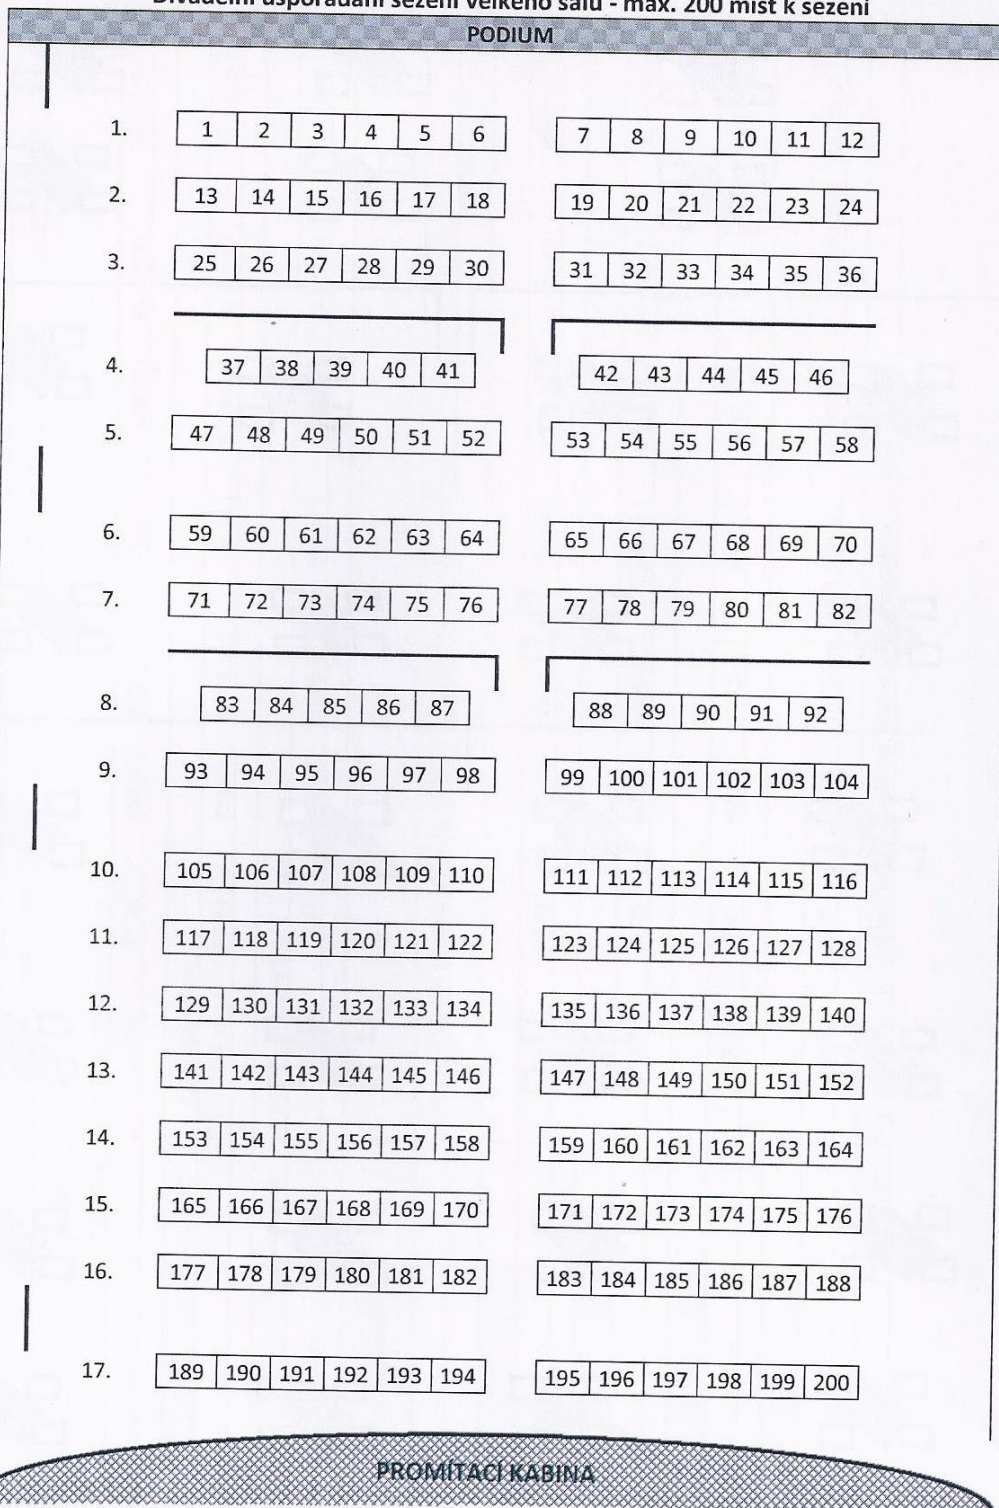 Divadelní uspořádání sezení velkého sálu - max. 200 míst k sezení
PODIUM
1. 1 2 3 4 5 6 7 8 9 10 11 12
2. 13 14 15 16 17 18 19 20 21 22 23 24
3. 25 26 27 28 29 30 31 32 33 34 35 36
4. 37 38 39 40 41 42 43 44 45 46
5. 47 48 49 50 51 52 53 54 55 56 57 58
6. 59 60 61 62 63 64 65 66 67 68 69 70
7. 71 72 73 74 75 76 77 78 79 80 81 82
8. 83 84 85 86 87 88 89 90 91 92
9. 93 94 95 96 97 98 99 100 101 102 103 104
10. 105 106 107 108 109 110 111 112 113 114 115 116
11. 117 118 119 120 121 122 123 124 125 126 127 128
12. 129 130 131 132 133 134 135 136 137 138 139 140
13. 141 142 143 144 145 146 147 148 149 150 151 152
14. 153 154 155 156 157 158 159 160 161 162 163 164
15. 165 166 167 168 169 170 171 172 173 174 175 176
16. 177 178 179 180 181 182 183 184 185 186 187 188
17. 189 190 191 192 193 194 195 196 197 198 199 200
PROMÍTACÍ KABINA